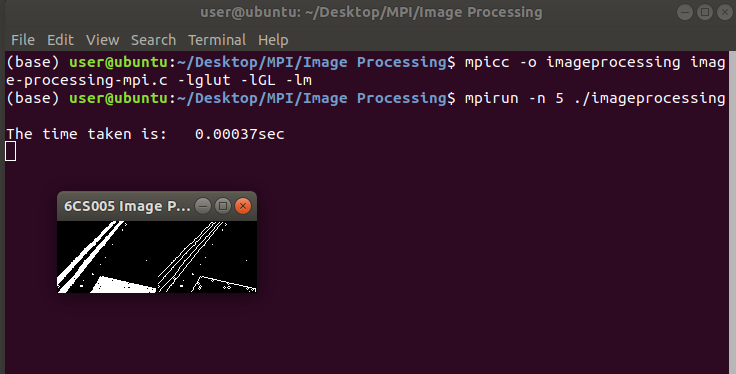 user@ubuntu: ~/Desktop/MPI/Image Processing
File Edit View Search Terminal Help
(base) user@ubuntu:~/Desktop/MPI/Image Processing$ mpicc -o imageprocessing imag
e-processing-mpi.c -lglut -lGL -lm
(base) user@ubuntu:~/Desktop/MPI/Image Processing$ mpirun -n 5 ./imageprocessing
The time taken is: 0.00037sec
6CS005 Image P...